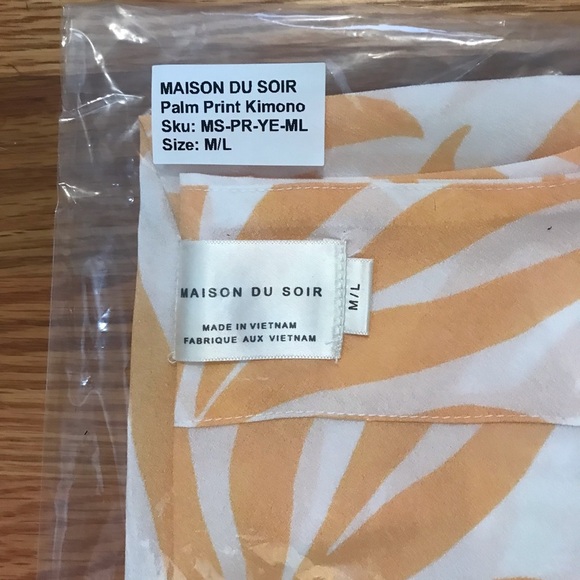 MAISON DU SOIR
Palm Print Kimono
Sku: MS-PR-YE-ML
Size: M/L
MAISON DU SOIR
MADE IN VIETNAM
FABRIQUE AUX VIETNAM
M/L